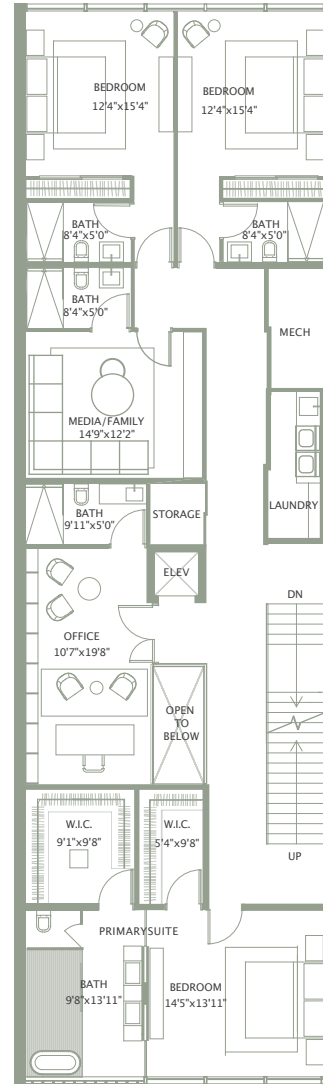 BEDROOM
12'4"x15'4"
BEDROOM
12'4"x15'4"
BATH
8'4"x5'0"
BATH
8'4"x5'0"
BATH
8'4"x5'0"
MECH
MEDIA/FAMILY
14'9"x12'2"
BATH
9'11"x5'0"
STORAGE
LAUNDRY
ELEV
DN
OFFICE
10'7"x19'8"
OPEN
TO
BELOW
W.I.C.
9'1"x9'8"
W.I.C.
5'4"x9'8"
UP
PRIMARYSUITE
BATH
9'8"x13'11"
BEDROOM
14'5"x13'11"